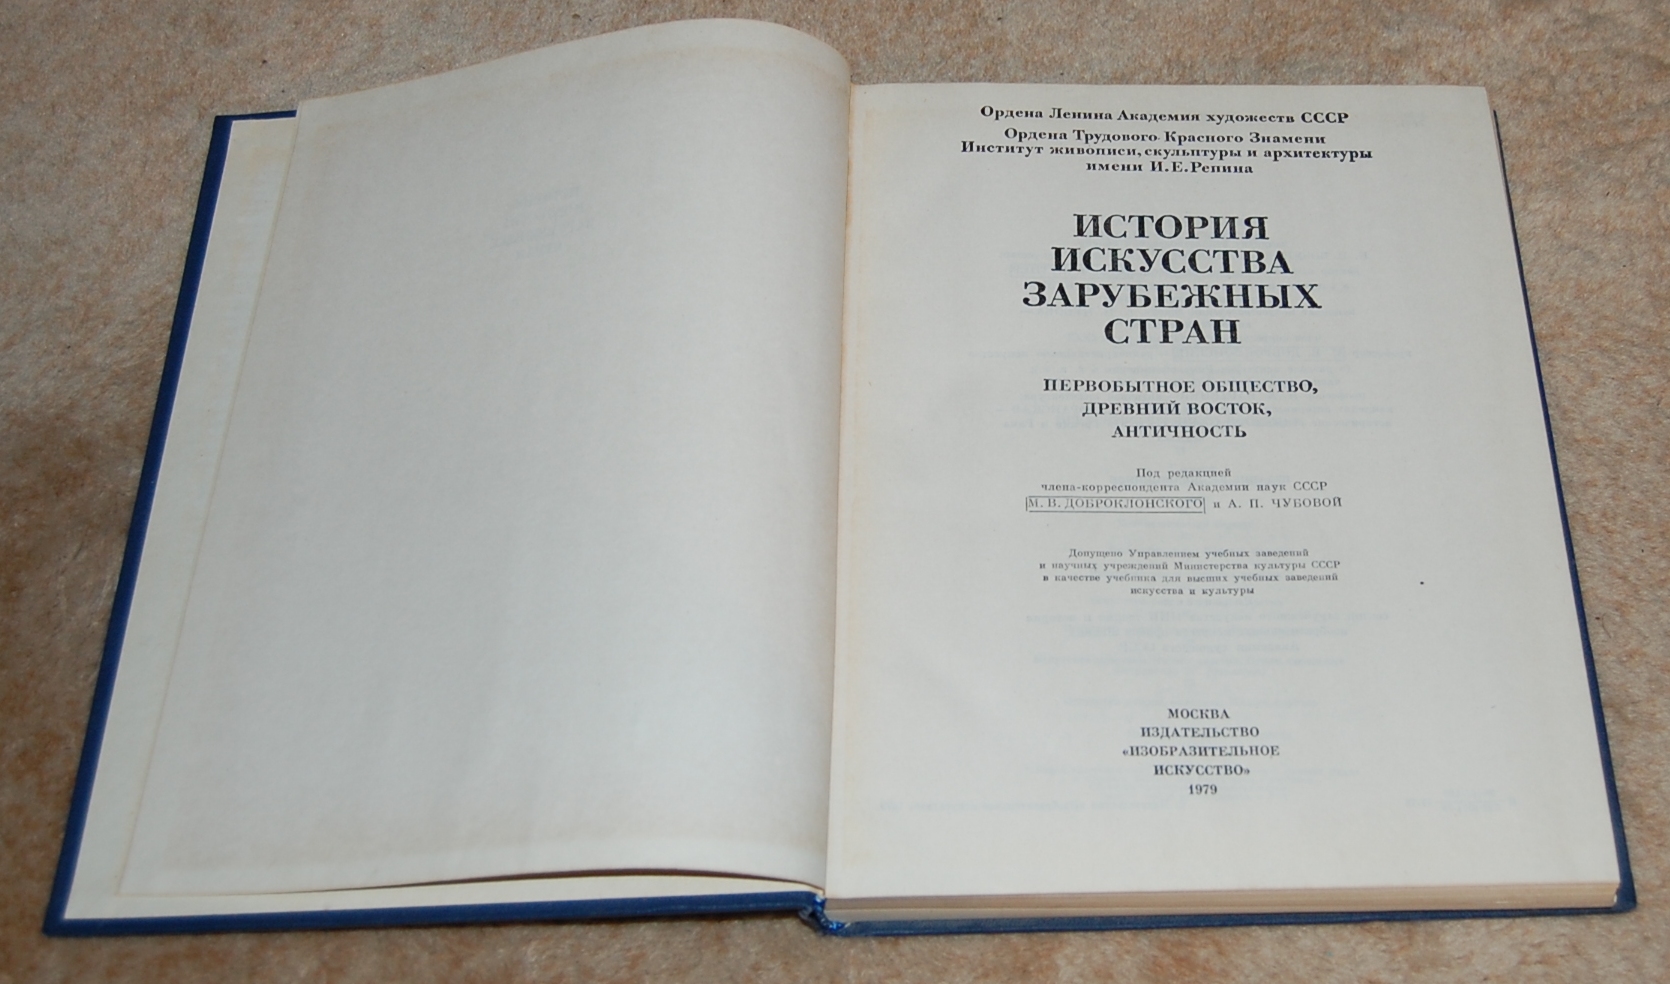 Ордена Ленина Академия художеств СССР
Ордена Трудового Красного Знамени
Институт живописи, скульптуры и архитектуры
имени И. Е. Репина
ИСТОРИЯ
ИСКУССТВА
ЗАРУБЕЖНЫХ
СТРАН
ПЕРВОБЫТНОЕ ОБЩЕСТВО,
ДРЕВНИЙ ВОСТОК,
АНТИЧНОСТЬ
Под редакцией
члена-корреспондента Академии наук СССР
М. В. ДОБРОКЛОНСКОГО и А. П. ЧУБОВОЙ
Допущено Управлением учебных заведений
и научных учреждений Министерства культуры СССР
в качестве учебника для высших учебных заведений
искусства и культуры
МОСКВА
ИЗДАТЕЛЬСТВО
«ИЗОБРАЗИТЕЛЬНОЕ
ИСКУССТВО»
1979